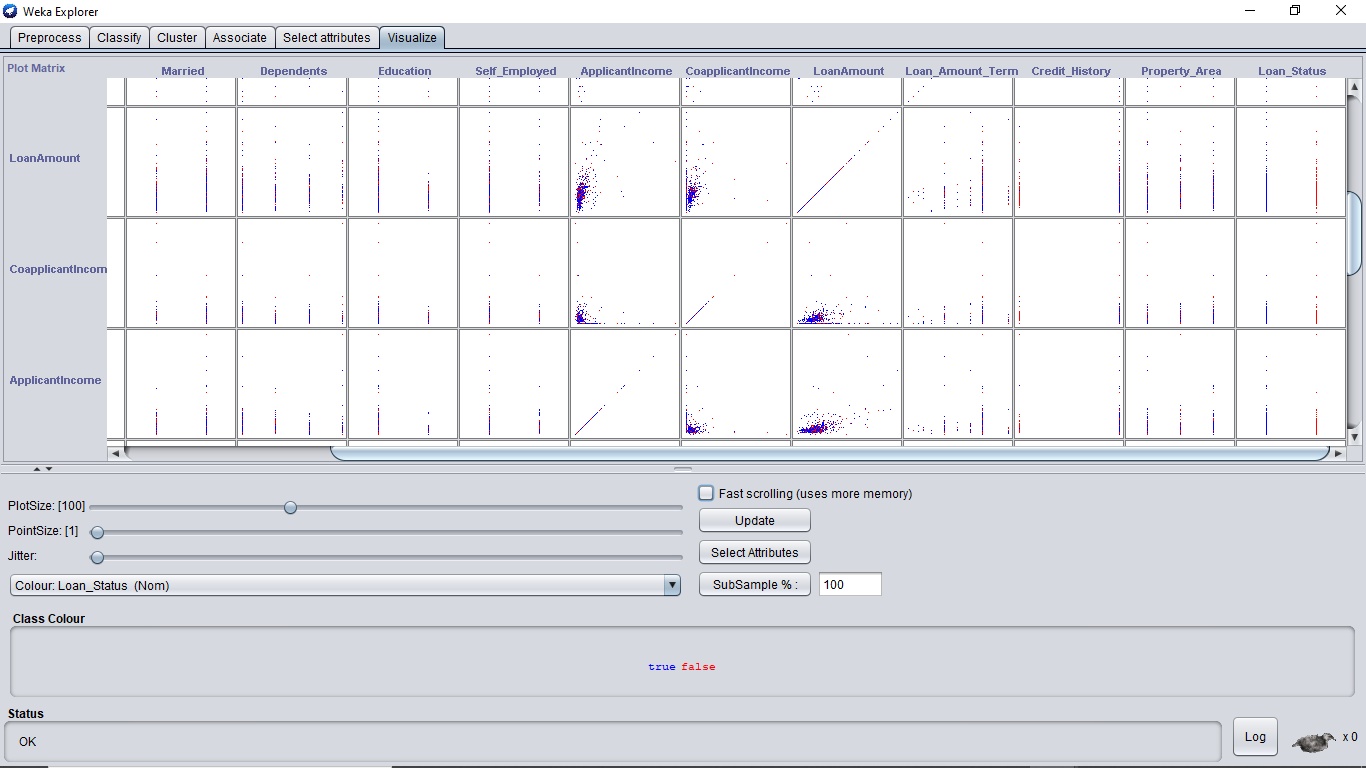 Weka Explorer
Preprocess Classify Cluster Associate Select attributes Visualize
Plot Matrix Married Dependents Education Self_Employed ApplicantIncome CoapplicantIncome LoanAmount Loan_Amount_Term Credit_History Property_Area Loan_Status
LoanAmount
CoapplicantIncom
ApplicantIncome
PlotSize: [100]
PointSize: [1]
Jitter:
Colour: Loan_Status (Nom)
Fast scrolling (uses more memory)
Update
Select Attributes
SubSample % : 100
Class Colour
true false
Status
OK
Log
x 0